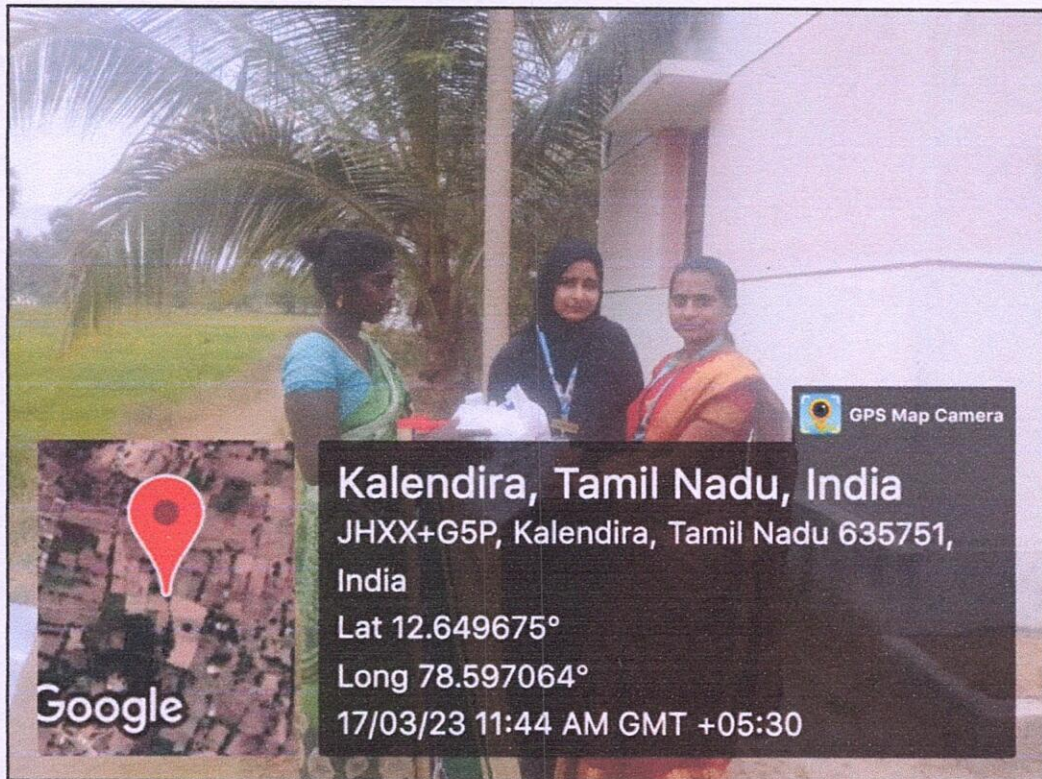 GPS Map Camera
Kalendira, Tamil Nadu, India
JHXX+G5P, Kalendira, Tamil Nadu 635751,
India
Lat 12.649675°
Long 78.597064°
17/03/23 11:44 AM GMT +05:30
Google